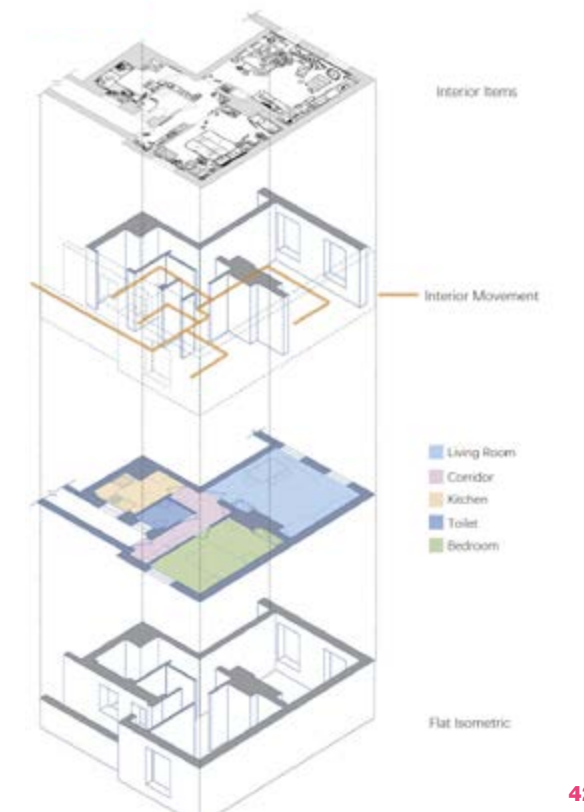 Interior Items
Interior Movement
Living Room
Corridor
Kitchen
Toilet
Bedroom
Flat Isometric